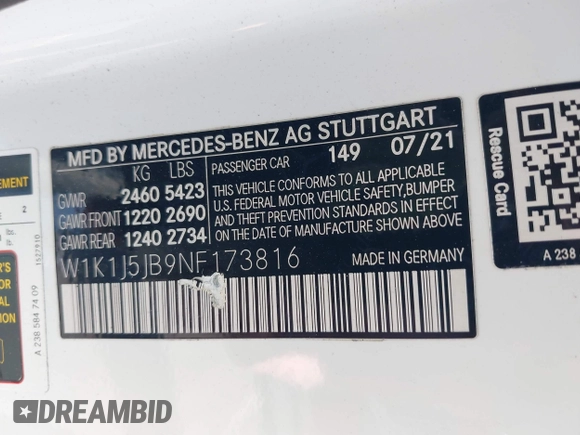 MFD BY MERCEDES-BENZ AG STUTTGART
KG LBS PASSENGER CAR 149 07/21
GVWR 2460 5423
GAWR FRONT 1220 2690
GAWR REAR 1240 2734
THIS VEHICLE CONFORMS TO ALL APPLICABLE
U.S. FEDERAL MOTOR VEHICLE SAFETY, BUMPER
AND THEFT PREVENTION STANDARDS IN EFFECT ON
DATE OF MANUFACTURE SHOWN ABOVE.
W1K1J5JB9NF173816
MADE IN GERMANY
Rescue Card
A 238
2
1527910
A 238 584 74 09
DREAMBID